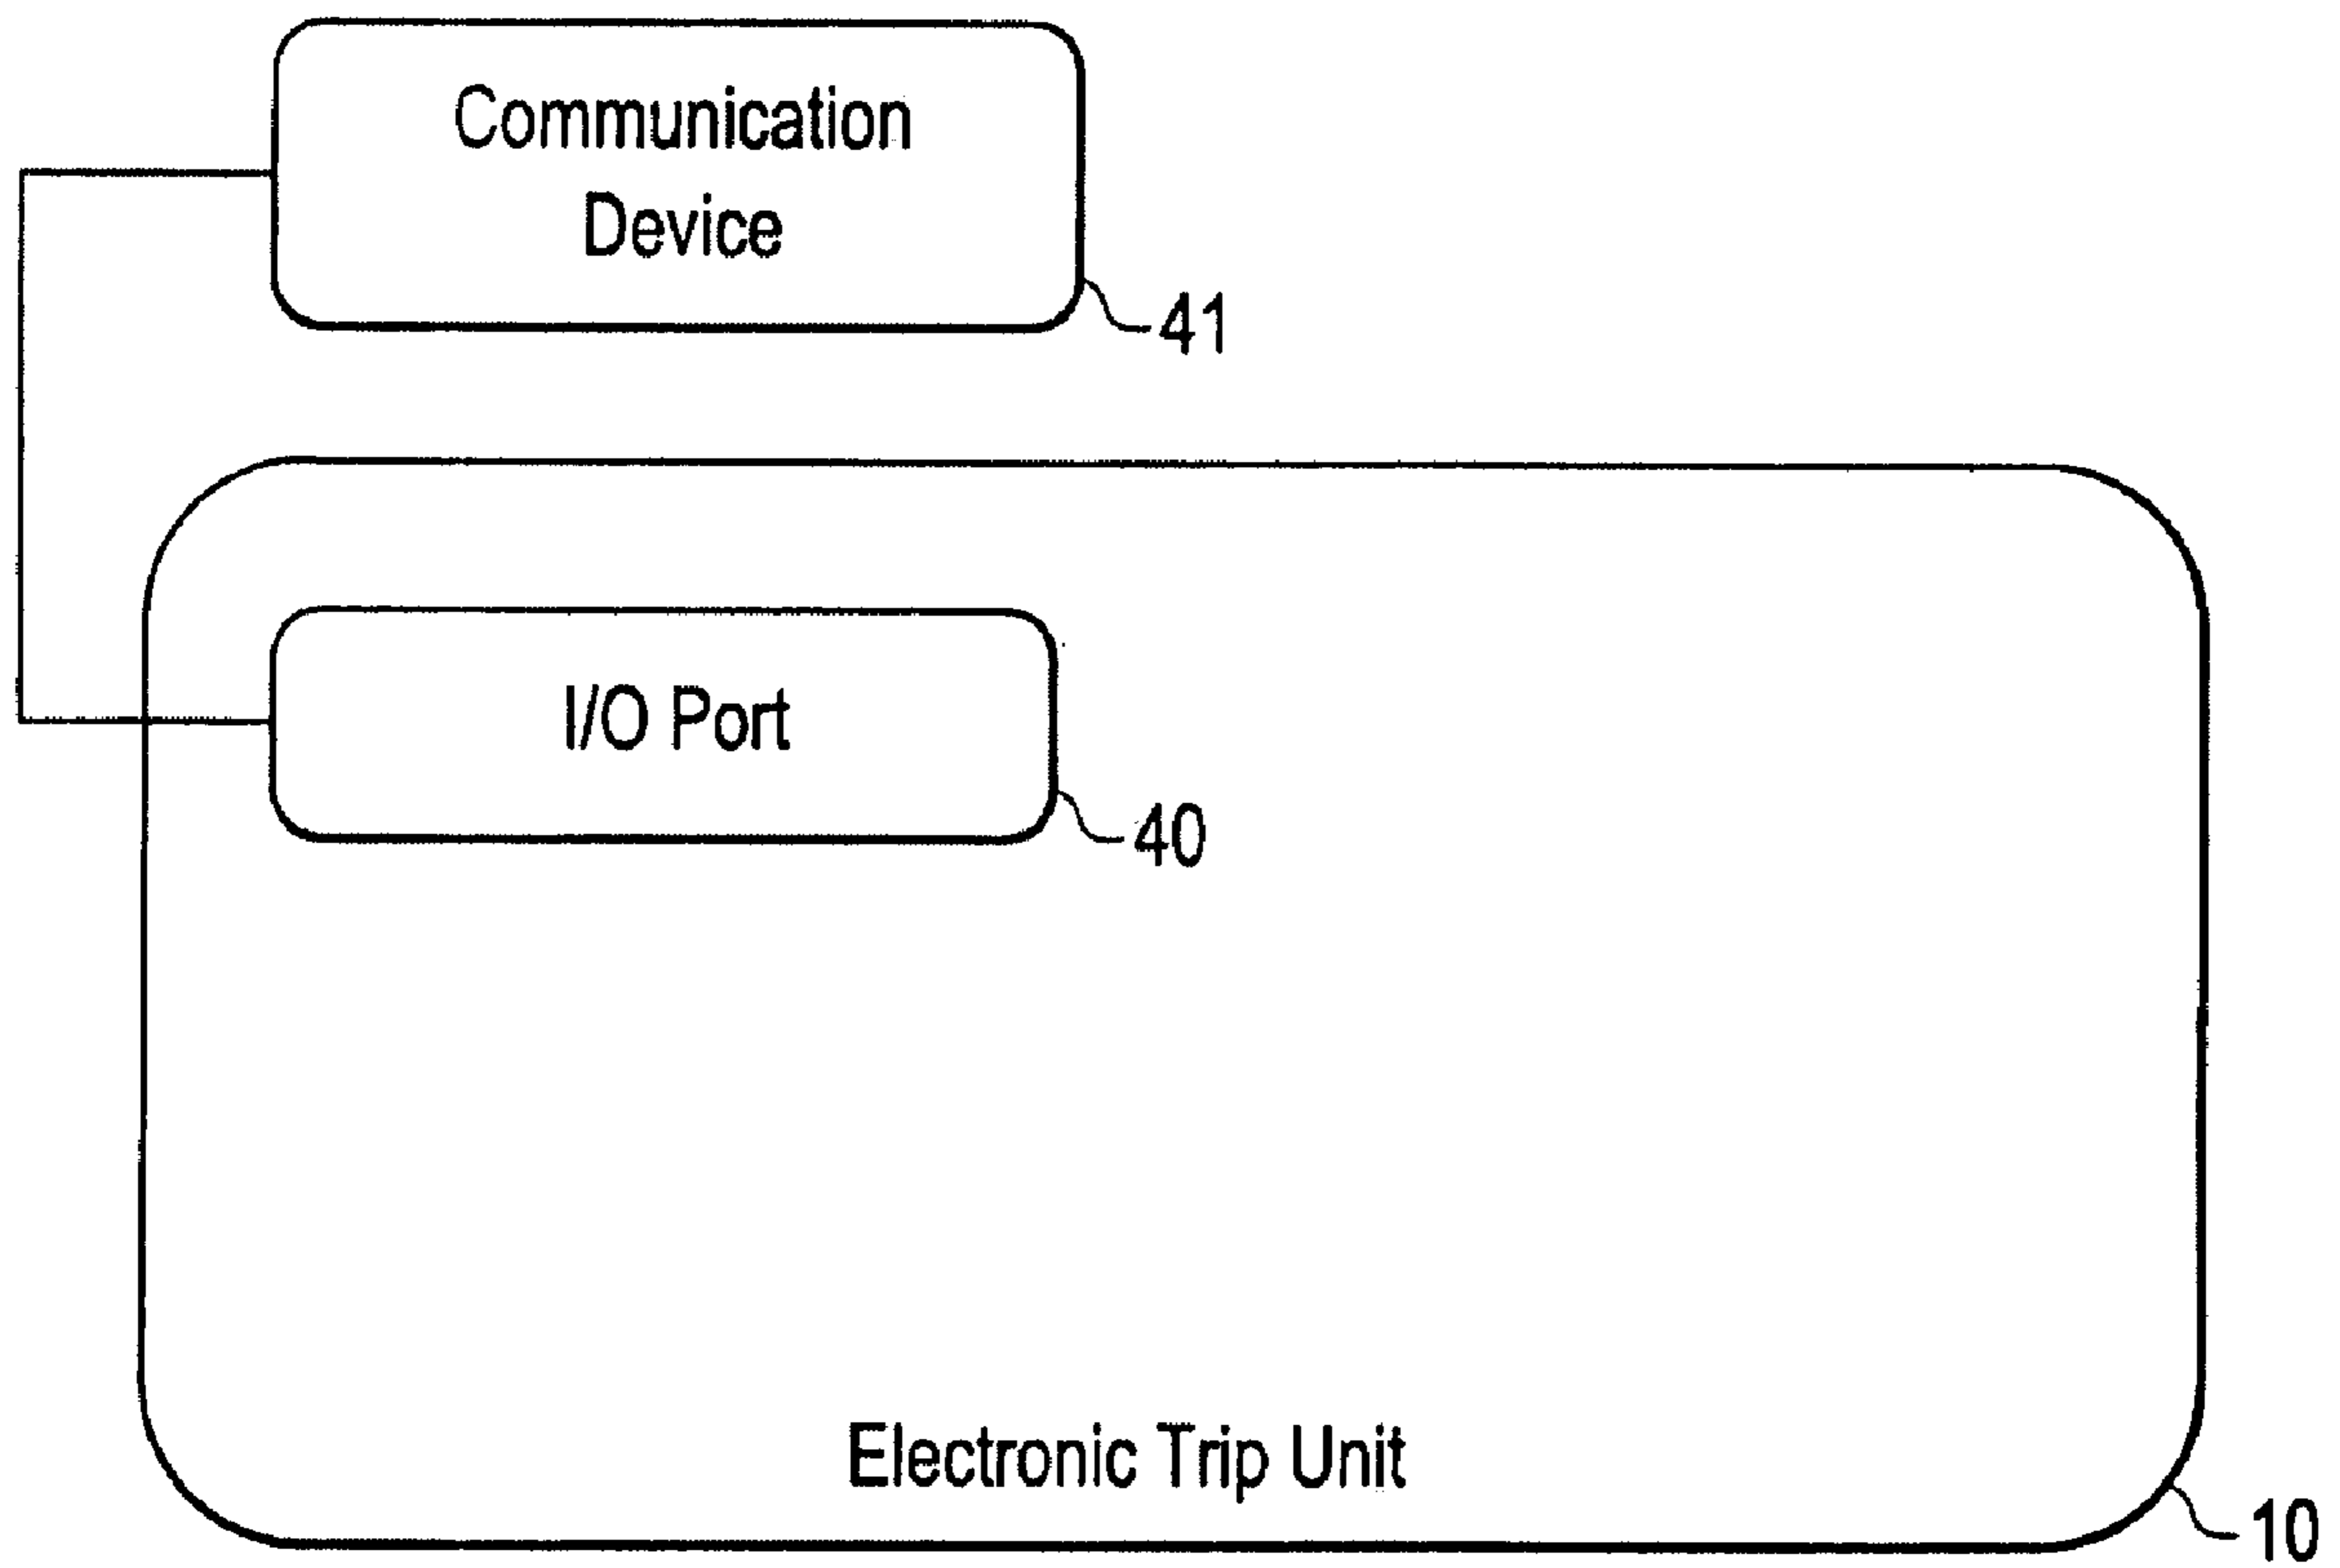 Communication
Device
41
I/O Port
40
Electronic Trip Unit
10